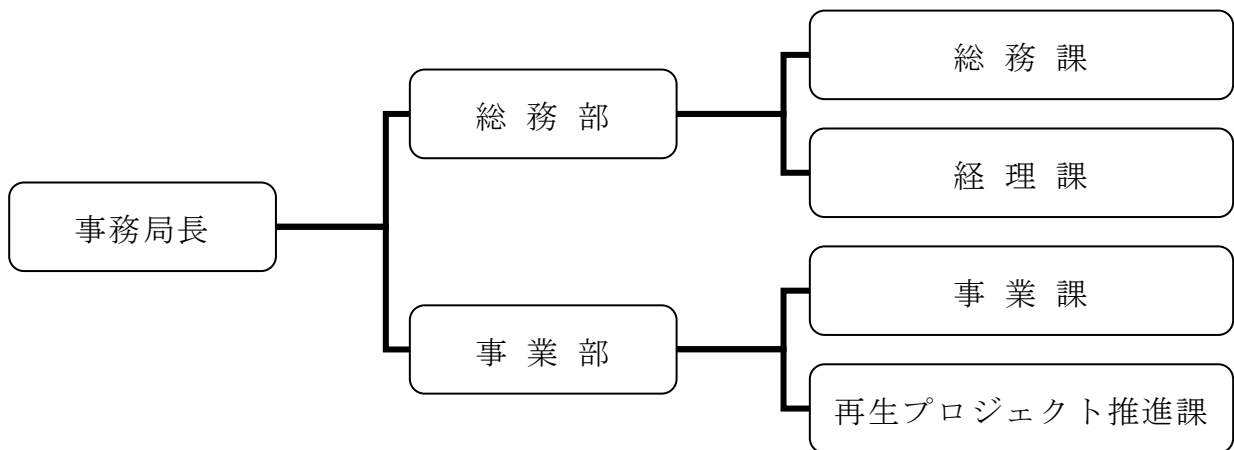 事務局長
総務部
総務課
経理課
事業部
事業課
再生プロジェクト推進課